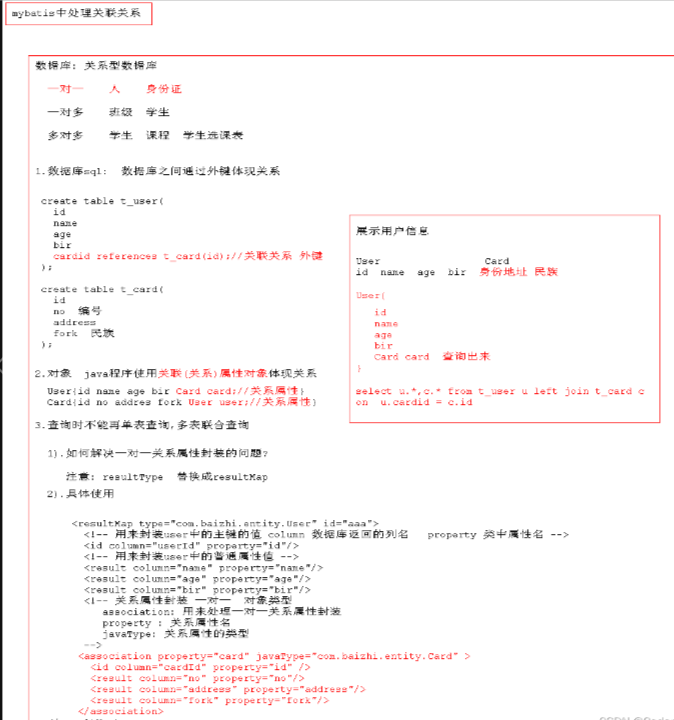 mybatis中处理关联关系
数据库: 关系型数据库
一对一 人 身份证
一对多 班级 学生
多对多 学生 课程 学生选课表
1.数据库sql: 数据库之间通过外键体现关系
create table t_user(
id
name
age
bir
cardid references t_card(id);//关联关系 外键
);
create table t_card(
id
no 编号
address
fork 民族
);
2.对象 java程序使用关联(关系)属性对象体现关系
User{id name age bir Card card;//关系属性}
Card{id no addres fork User user;//关系属性}
3.查询时不能再单表查询,多表联合查询
1).如何解决一对一关系属性封装的问题?
注意: resultType 替换成resultMap
2).具体使用
<resultMap type="com.baizhi.entity.User" id="aaa">
<!-- 用来封装user中的主键的值 column 数据库返回的列名 property 类中属性名 -->
<id column="userId" property="id"/>
<!-- 用来封装user中的普通属性值 -->
<result column="name" property="name"/>
<result column="age" property="age"/>
<result column="bir" property="bir"/>
<!-- 关系属性封装 一对一 对象类型
association: 用来处理一对一关系属性封装
property : 关系属性名
javaType: 关系属性的类型
-->
<association property="card" javaType="com.baizhi.entity.Card" >
<id column="cardId" property="id" />
<result column="no" property="no"/>
<result column="address" property="address"/>
<result column="fork" property="fork"/>
</association>
展示用户信息
User Card
id name age bir 身份地址 民族
User{
id
name
age
bir
Card card 查询出来
}
select u.*,c.* from t_user u left join t_card c
on u.cardid = c.id